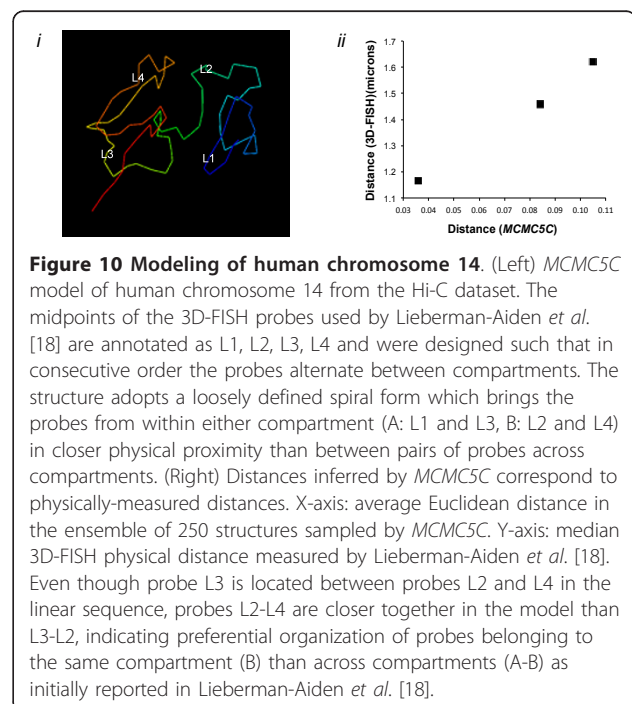 i
ii
L4
L2
L3
L1
Distance (3D-FISH)(microns)
1.7
1.6
1.5
1.4
1.3
1.2
1.1
0.03 0.04 0.05 0.06 0.07 0.08 0.09 0.10 0.11
Distance (MCMC5C)
Figure 10 Modeling of human chromosome 14. (Left) MCMC5C
model of human chromosome 14 from the Hi-C dataset. The
midpoints of the 3D-FISH probes used by Lieberman-Aiden et al.
[18] are annotated as L1, L2, L3, L4 and were designed such that in
consecutive order the probes alternate between compartments. The
structure adopts a loosely defined spiral form which brings the
probes from within either compartment (A: L1 and L3, B: L2 and L4)
in closer physical proximity than between pairs of probes across
compartments. (Right) Distances inferred by MCMC5C correspond to
physically-measured distances. X-axis: average Euclidean distance in
the ensemble of 250 structures sampled by MCMC5C. Y-axis: median
3D-FISH physical distance measured by Lieberman-Aiden et al. [18].
Even though probe L3 is located between probes L2 and L4 in the
linear sequence, probes L2-L4 are closer together in the model than
L3-L2, indicating preferential organization of probes belonging to
the same compartment (B) than across compartments (A-B) as
initially reported in Lieberman-Aiden et al. [18].